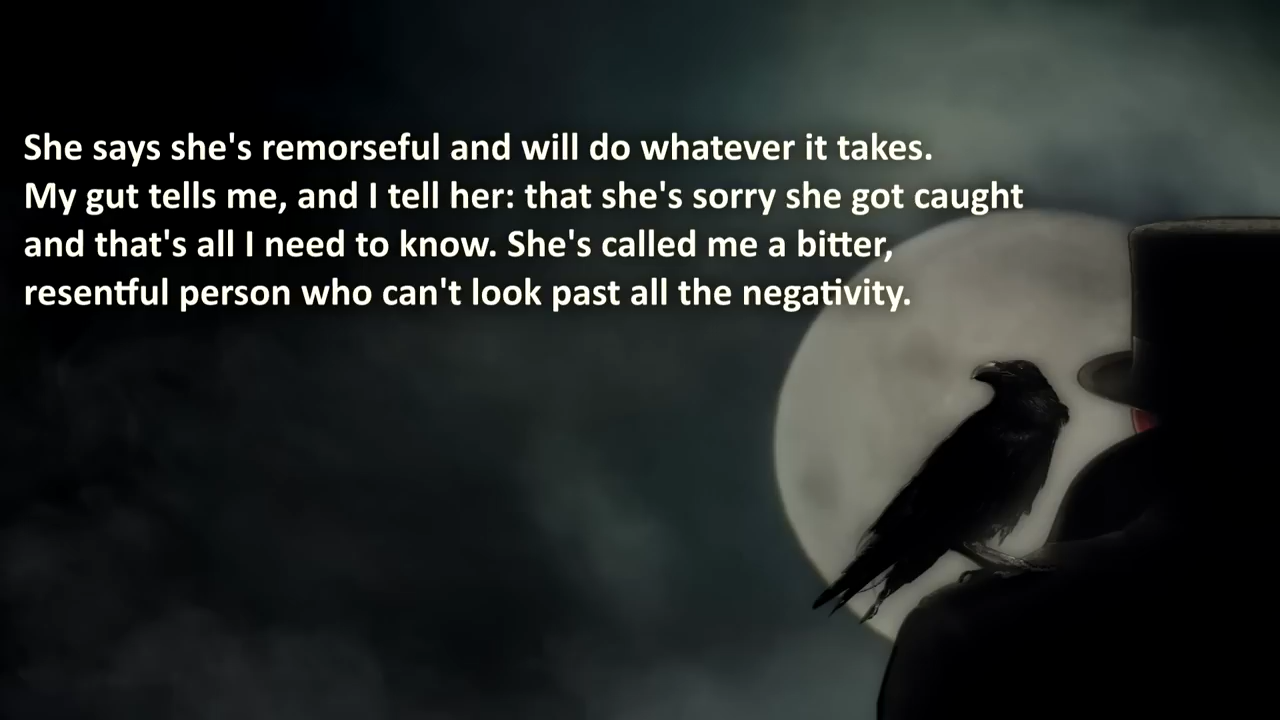 She says she's remorseful and will do whatever it takes.
My gut tells me, and I tell her: that she's sorry she got caught
and that's all I need to know. She's called me a bitter,
resentful person who can't look past all the negativity.